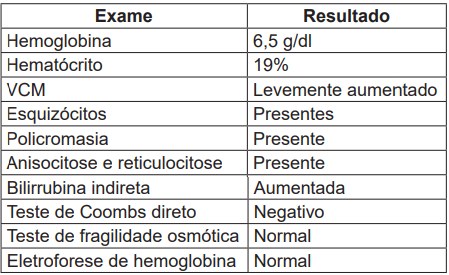 Exame Resultado
Hemoglobina 6,5 g/dl
Hematócrito 19%
VCM Levemente aumentado
Esquizócitos Presentes
Policromasia Presente
Anisocitose e reticulocitose Presente
Bilirrubina indireta Aumentada
Teste de Coombs direto Negativo
Teste de fragilidade osmótica Normal
Eletroforese de hemoglobina Normal